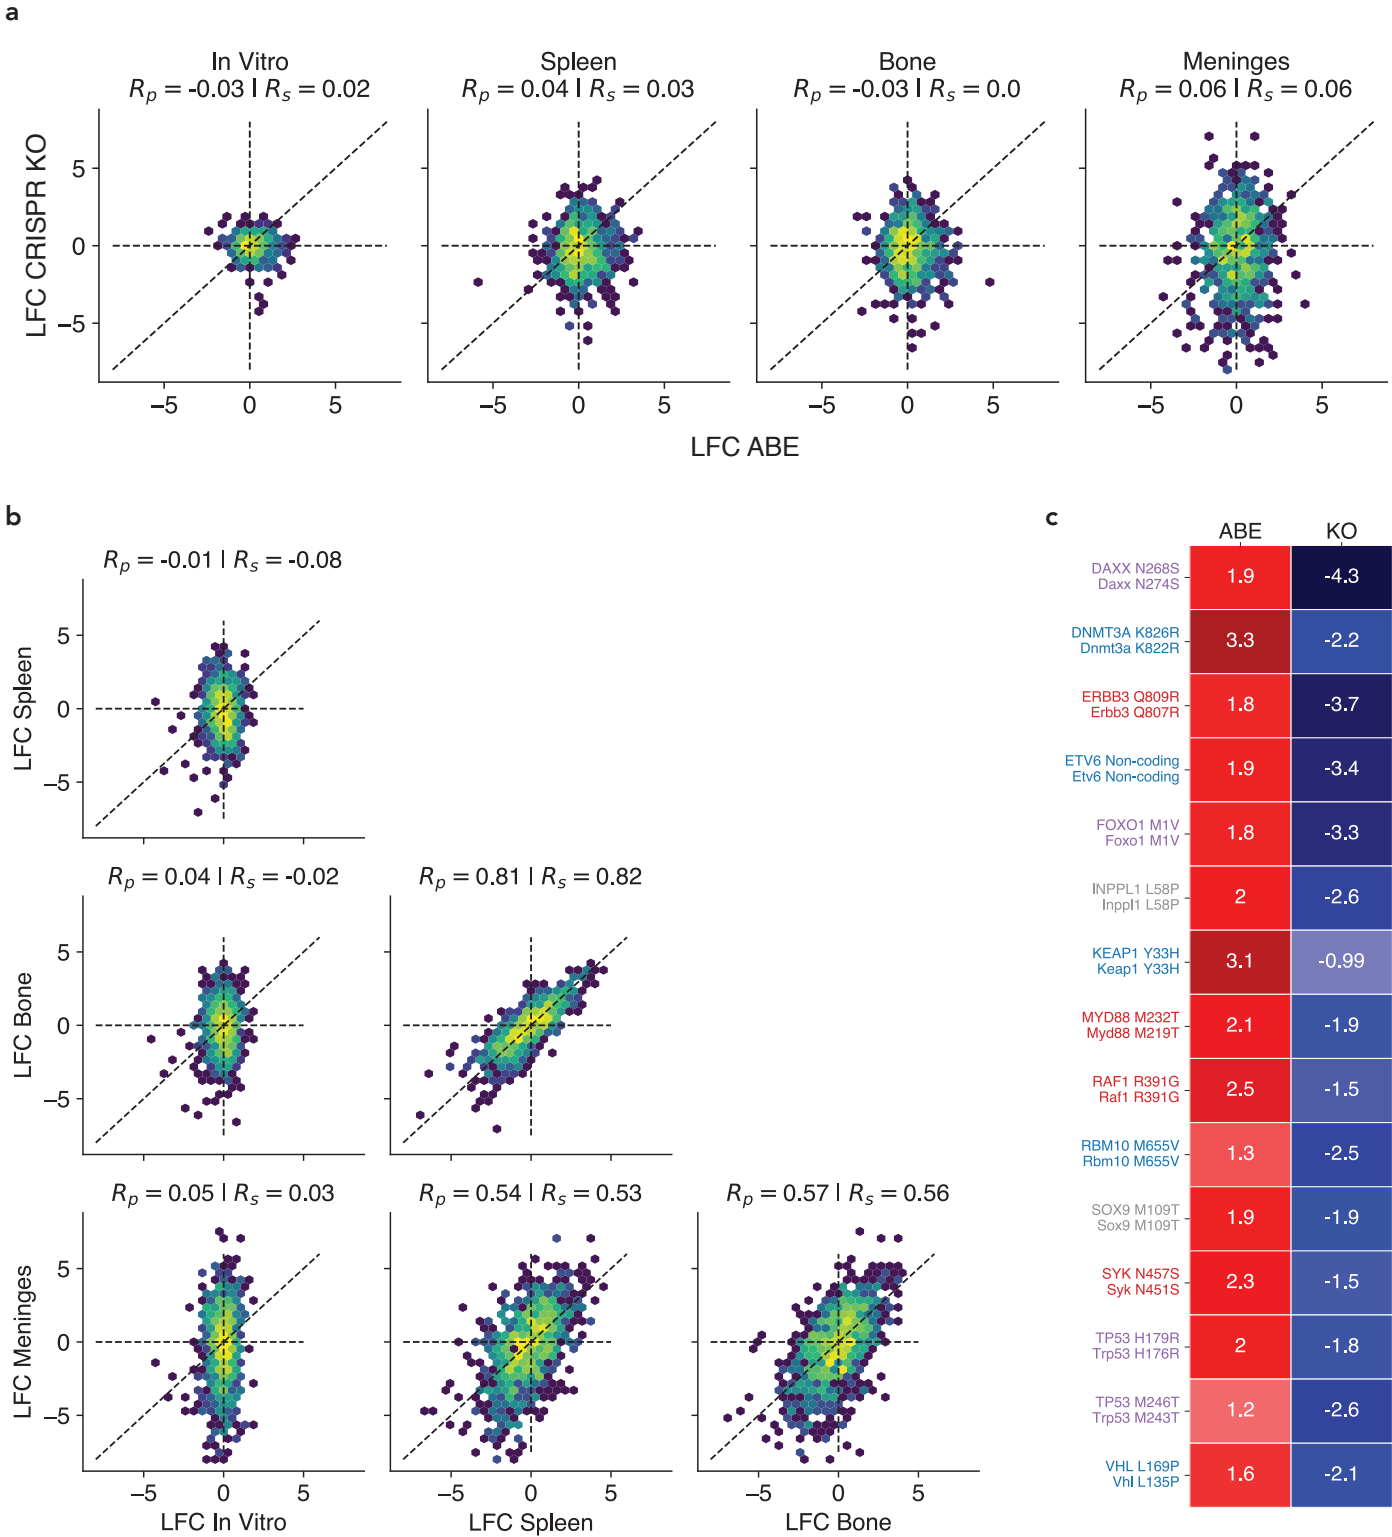 a
In Vitro
Rp = -0.03 | Rs = 0.02
Spleen
Rp = 0.04 | Rs = 0.03
Bone
Rp = -0.03 | Rs = 0.0
Meninges
Rp = 0.06 | Rs = 0.06
LFC CRISPR KO
5
0
−5
−5 0 5
−5 0 5
−5 0 5
−5 0 5
LFC ABE
b
Rp = -0.01 | Rs = -0.08
LFC Spleen
5
0
−5
Rp = 0.04 | Rs = -0.02
Rp = 0.81 | Rs = 0.82
LFC Bone
5
0
−5
Rp = 0.05 | Rs = 0.03
Rp = 0.54 | Rs = 0.53
Rp = 0.57 | Rs = 0.56
LFC Meninges
5
0
−5
−5 0 5
−5 0 5
−5 0 5
LFC In Vitro
LFC Spleen
LFC Bone
c
ABE KO
DAXX N268S
Daxx N274S
1.9 -4.3
DNMT3A K826R
Dnmt3a K822R
3.3 -2.2
ERBB3 Q809R
Erbb3 Q807R
1.8 -3.7
ETV6 Non-coding
Etv6 Non-coding
1.9 -3.4
FOXO1 M1V
Foxo1 M1V
1.8 -3.3
INPPL1 L58P
Inppl1 L58P
2 -2.6
KEAP1 Y33H
Keap1 Y33H
3.1 -0.99
MYD88 M232T
Myd88 M219T
2.1 -1.9
RAF1 R391G
Raf1 R391G
2.5 -1.5
RBM10 M655V
Rbm10 M655V
1.3 -2.5
SOX9 M109T
Sox9 M109T
1.9 -1.9
SYK N457S
Syk N451S
2.3 -1.5
TP53 H179R
Trp53 H176R
2 -1.8
TP53 M246T
Trp53 M243T
1.2 -2.6
VHL L169P
Vhl L135P
1.6 -2.1